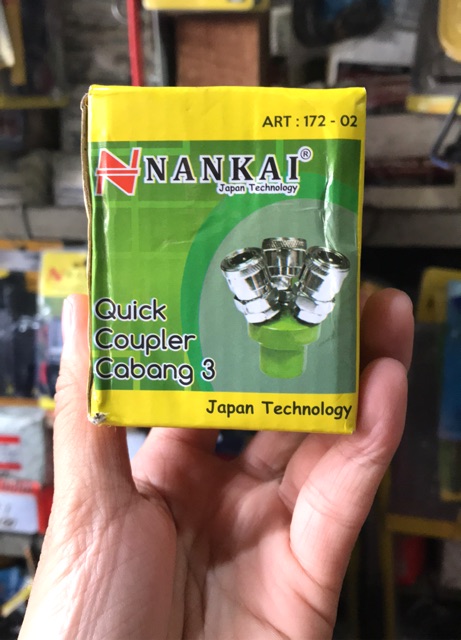 ART : 172 - 02
NANKAI®
Japan Technology
Quick
Coupler
Cabang 3
Japan Technology